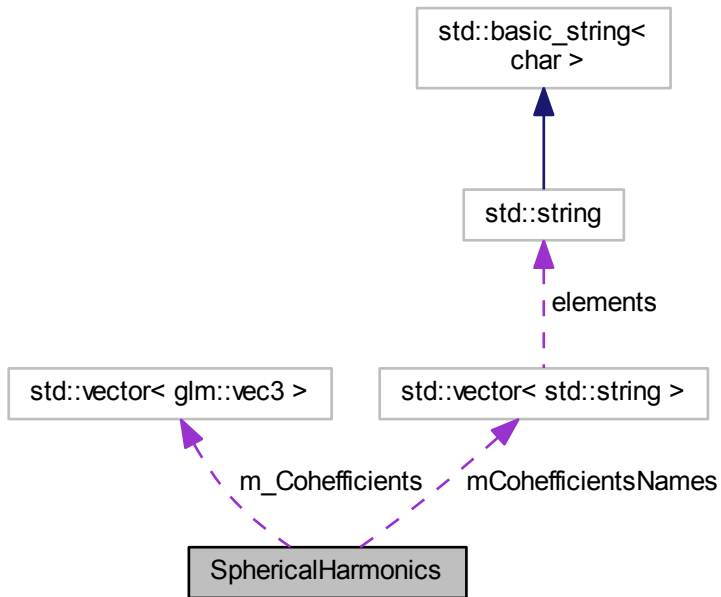 std::basic_string<
char >
std::string
elements
std::vector< glm::vec3 >
std::vector< std::string >
m_Cohefficients
mCohefficientsNames
SphericalHarmonics